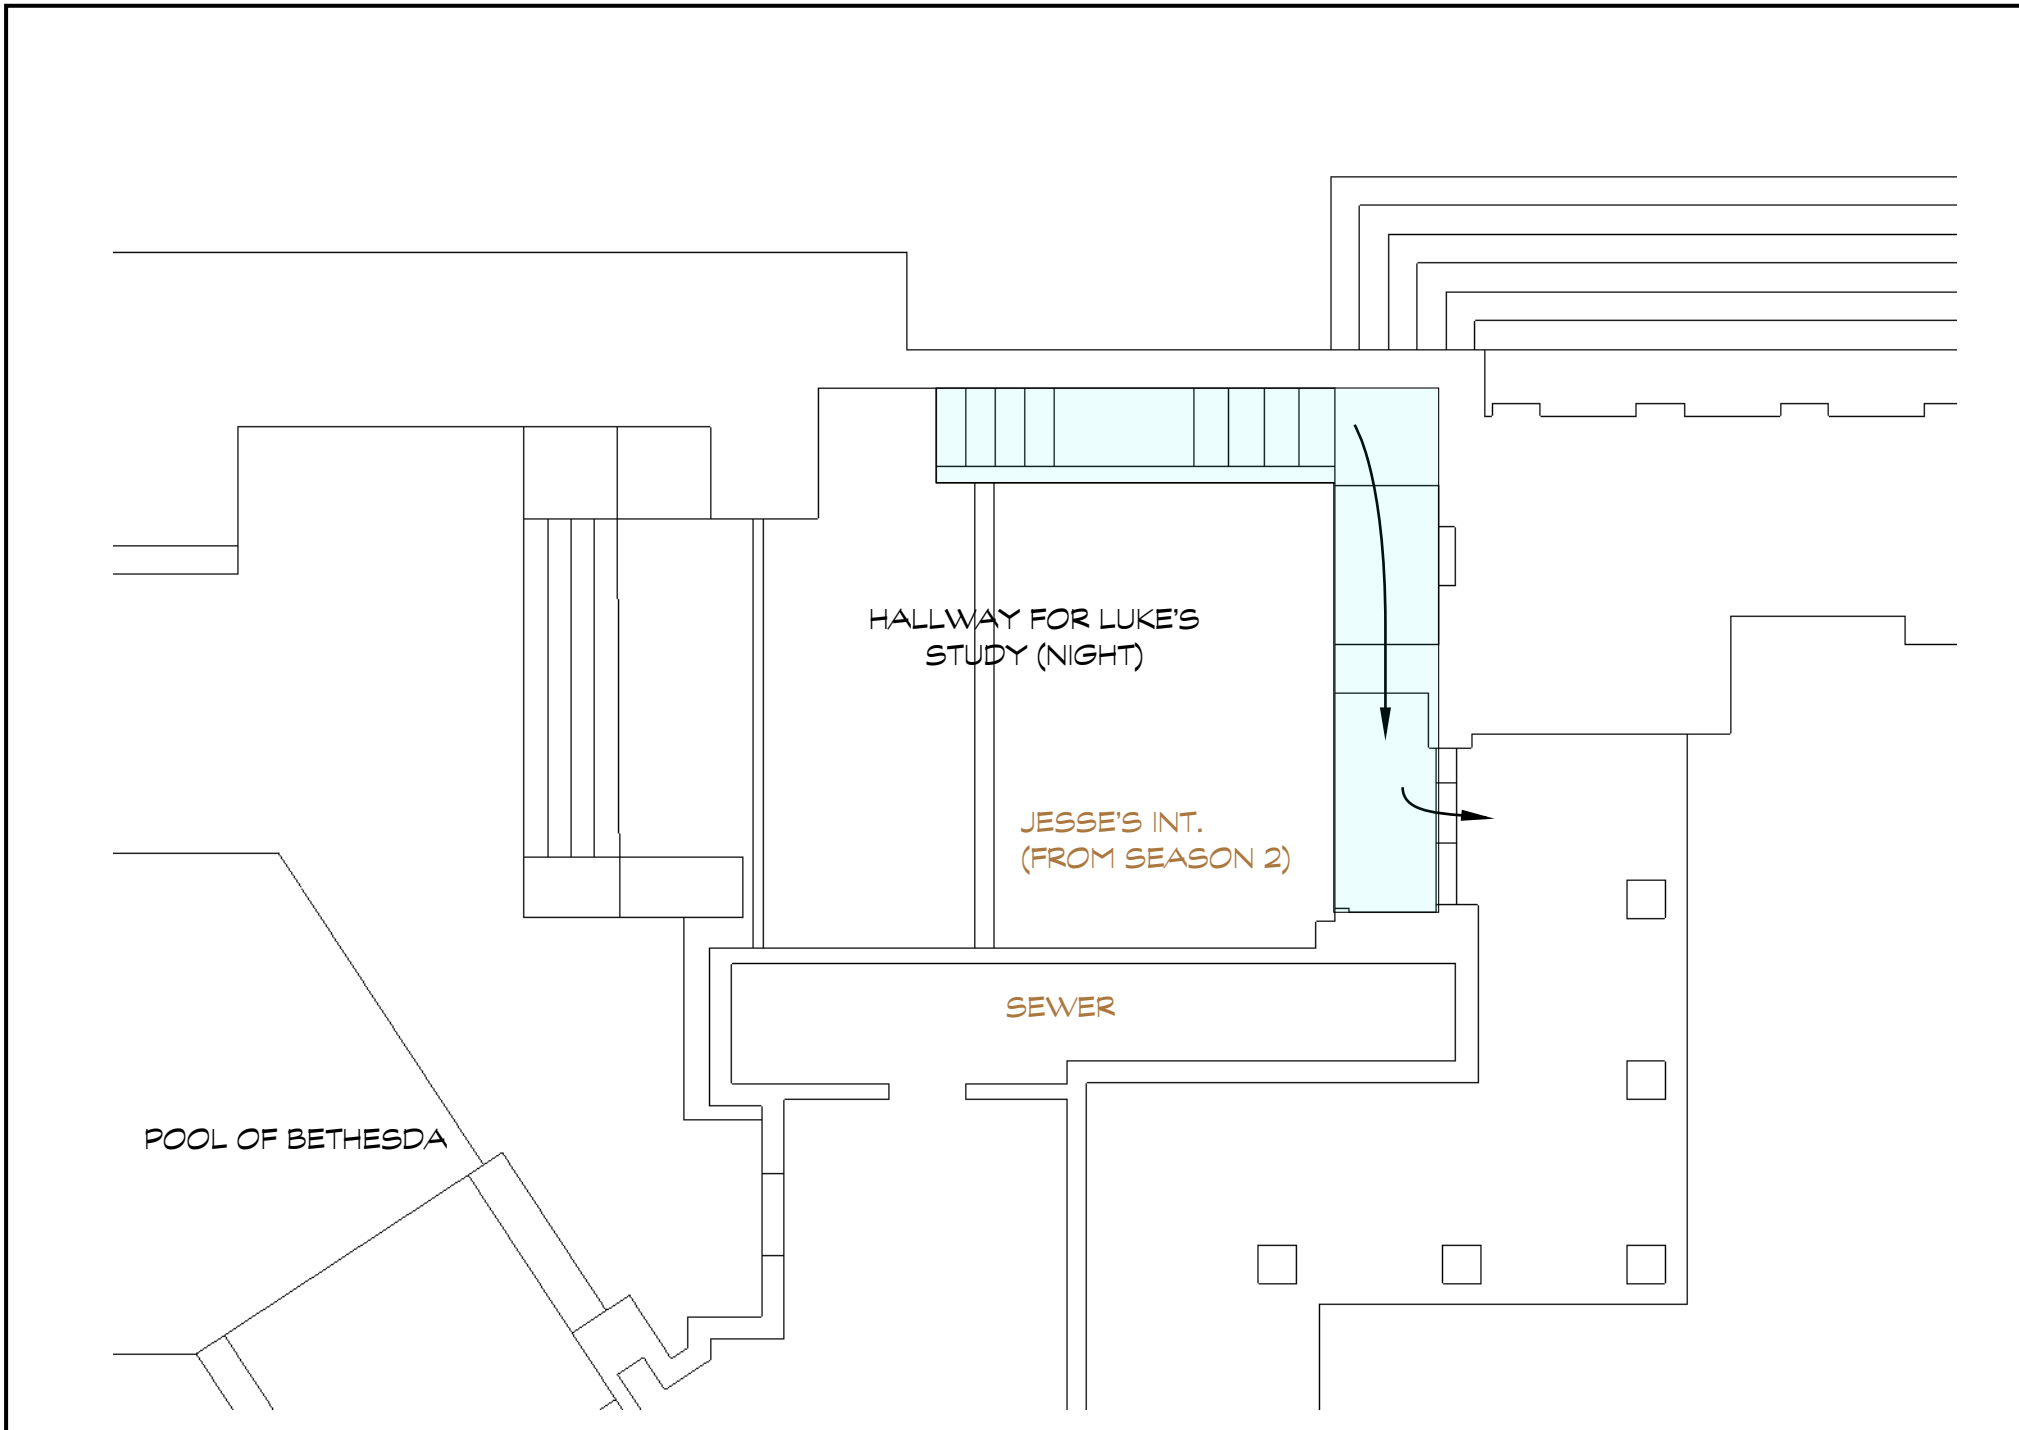 HALLWAY FOR LUKE'S
STUDY (NIGHT)
JESSE'S INT.
(FROM SEASON 2)
SEWER
POOL OF BETHESDA